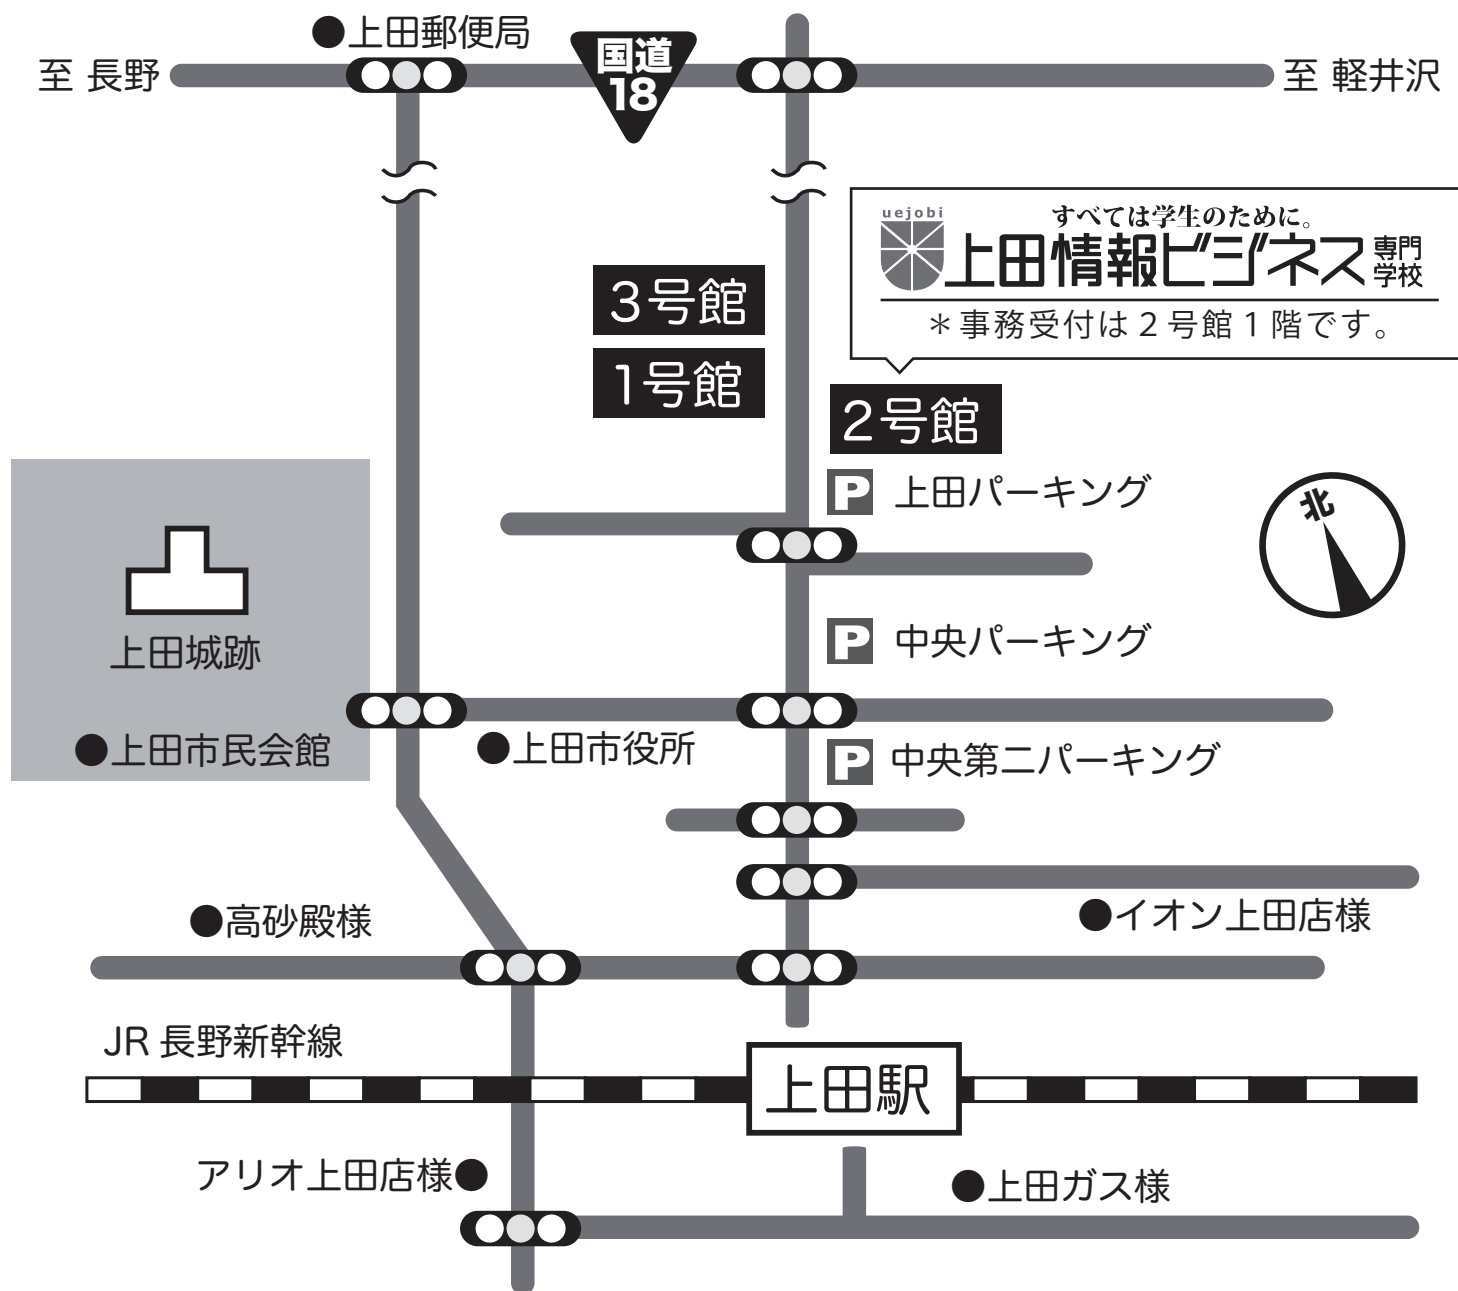 ●上田郵便局
至 長野
国道
18
至 軽井沢
uejobi
すべては学生のために。
上田情報ビジネス専門学校
＊事務受付は２号館１階です。
3号館
1号館
2号館
P 上田パーキング
北
上田城跡
P 中央パーキング
●上田市民会館
●上田市役所
P 中央第二パーキング
●高砂殿様
●イオン上田店様
JR 長野新幹線
上田駅
アリオ上田店様●
●上田ガス様